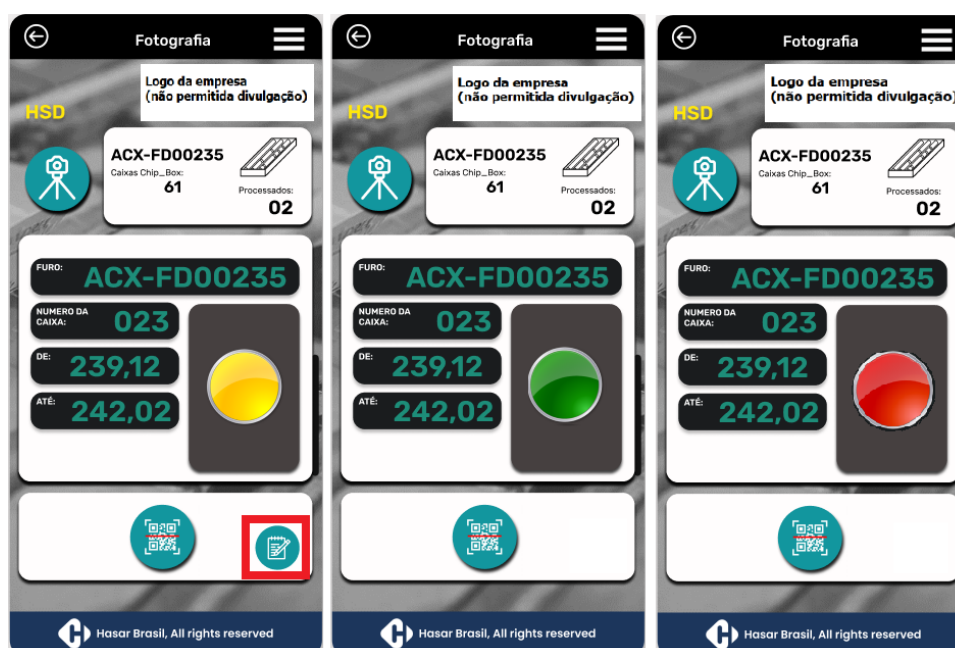 Fotografia
Logo da empresa
(não permitida divulgação)
HSD
ACX-FD00235
Caixas Chip_Box:
61
Processados:
02
FURO:
ACX-FD00235
NUMERO DA
CAIXA:
023
DE:
239,12
ATÉ:
242,02
Hasar Brasil, All rights reserved
Fotografia
Logo da empresa
(não permitida divulgação)
HSD
ACX-FD00235
Caixas Chip_Box:
61
Processados:
02
FURO:
ACX-FD00235
NUMERO DA
CAIXA:
023
DE:
239,12
ATÉ:
242,02
Hasar Brasil, All rights reserved
Fotografia
Logo da empresa
(não permitida divulgação)
HSD
ACX-FD00235
Caixas Chip_Box:
61
Processados:
02
FURO:
ACX-FD00235
NUMERO DA
CAIXA:
023
DE:
239,12
ATÉ:
242,02
Hasar Brasil, All rights reserved